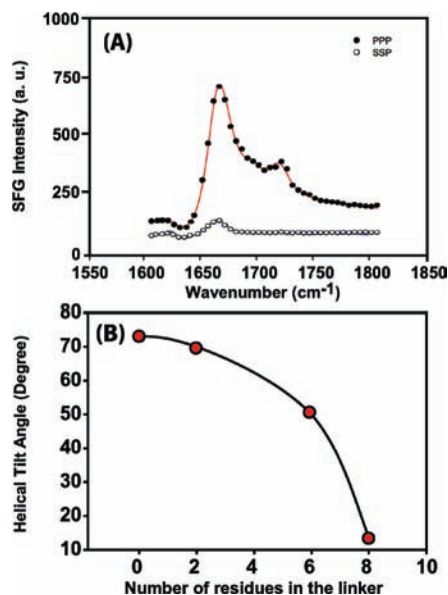 1000
(A)
PPP
SSP
750
500
250
0
SFG Intensity (a. u.)
1550 1600 1650 1700 1750 1800 1850
Wavenumber (cm⁻¹)
80
(B)
70
60
50
40
30
20
10
Helical Tilt Angle (Degree)
0 2 4 6 8 10
Number of residues in the linker